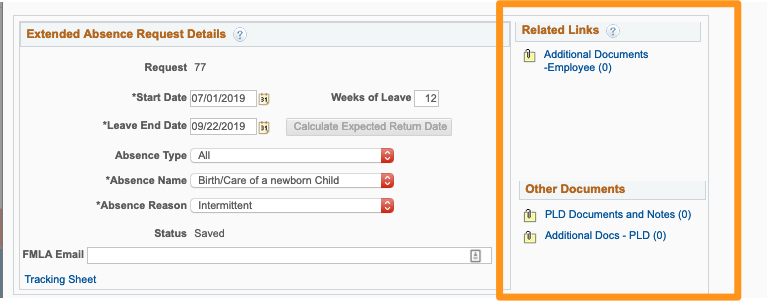 Extended Absence Request Details ?
Request 77
*Start Date 07/01/2019 31 Weeks of Leave 12
*Leave End Date 09/22/2019 31 Calculate Expected Return Date
Absence Type All
*Absence Name Birth/Care of a newborn Child
*Absence Reason Intermittent
Status Saved
FMLA Email
Tracking Sheet
Related Links ?
Additional Documents
-Employee (0)
Other Documents
PLD Documents and Notes (0)
Additional Docs - PLD (0)